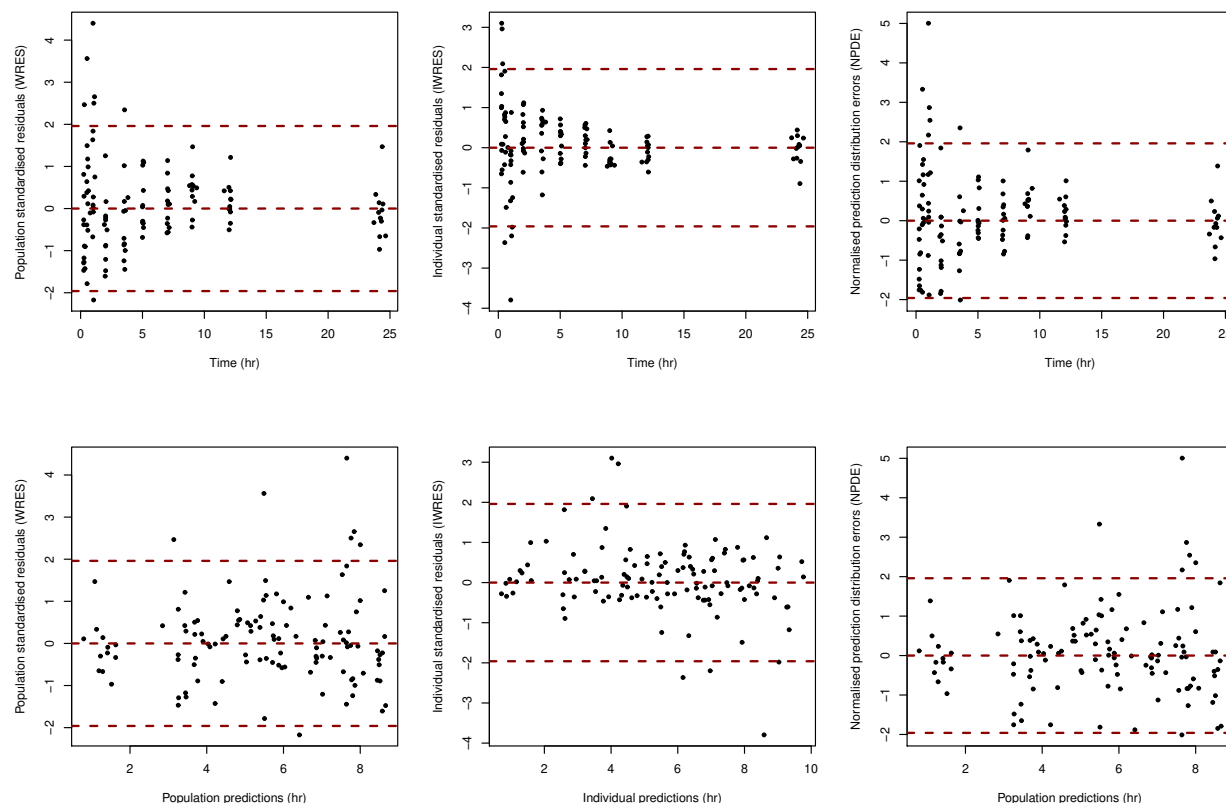 Population standardised residuals (WRES)
4
3
2
1
0
-1
-2
0 5 10 15 20 25
Time (hr)
Individual standardised residuals (IWRES)
3
2
1
0
-1
-2
-3
-4
0 5 10 15 20 25
Time (hr)
Normalised prediction distribution errors (NPDE)
5
4
3
2
1
0
-1
-2
0 5 10 15 20 25
Time (hr)
Population standardised residuals (WRES)
4
3
2
1
0
-1
-2
2 4 6 8
Population predictions (hr)
Individual standardised residuals (IWRES)
3
2
1
0
-1
-2
-3
-4
2 4 6 8 10
Individual predictions (hr)
Normalised prediction distribution errors (NPDE)
5
4
3
2
1
0
-1
-2
2 4 6 8
Population predictions (hr)